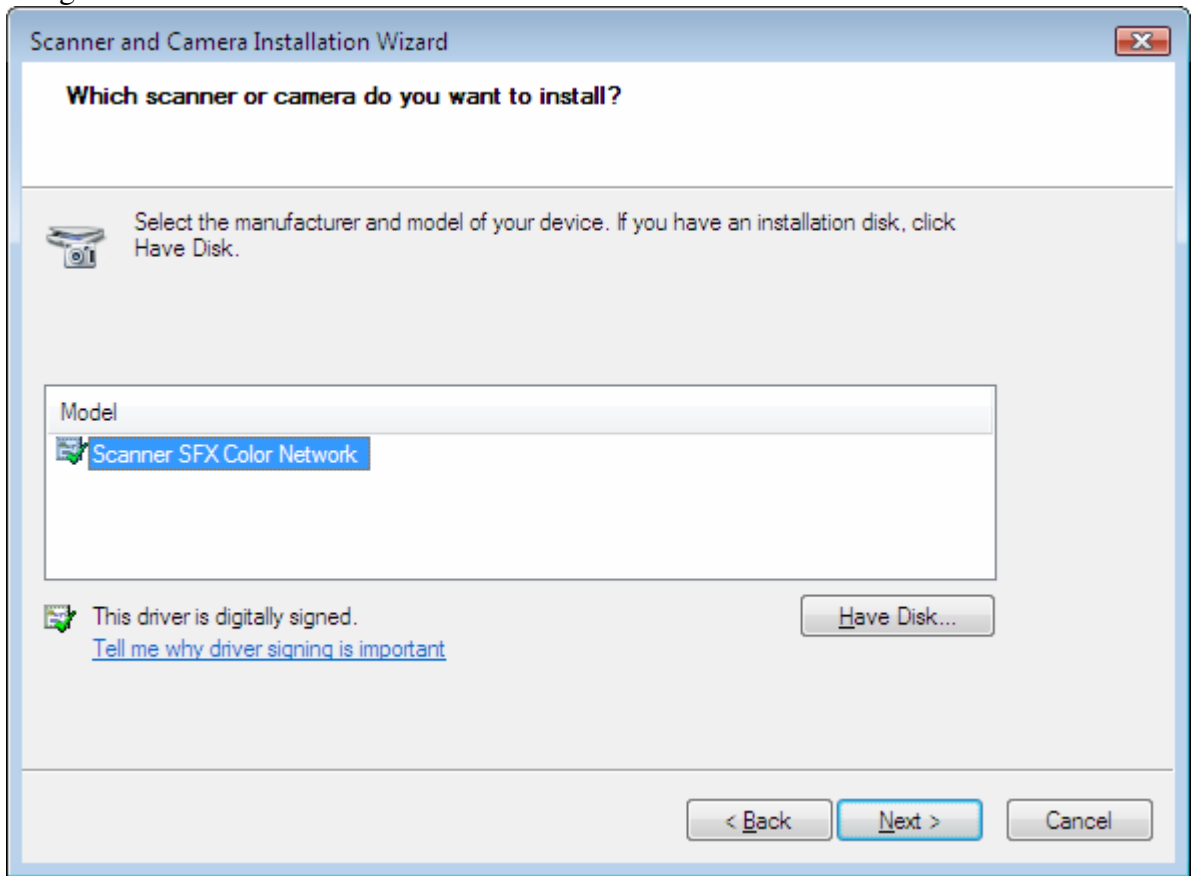 Scanner and Camera Installation Wizard
Which scanner or camera do you want to install?
Select the manufacturer and model of your device. If you have an installation disk, click
Have Disk.
Model
Scanner SFX Color Network
This driver is digitally signed.
Have Disk...
Tell me why driver signing is important
< Back
Next >
Cancel